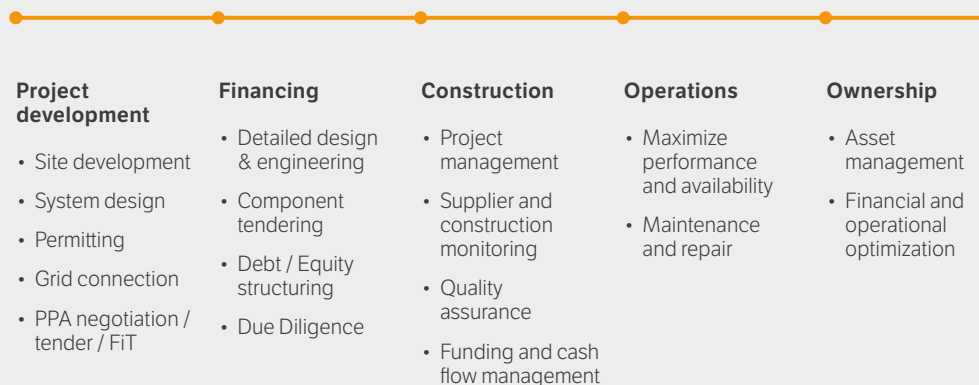 Project
development
• Site development
• System design
• Permitting
• Grid connection
• PPA negotiation /
tender / FiT
Financing
• Detailed design
& engineering
• Component
tendering
• Debt / Equity
structuring
• Due Diligence
Construction
• Project
management
• Supplier and
construction
monitoring
• Quality
assurance
• Funding and cash
flow management
Operations
• Maximize
performance
and availability
• Maintenance
and repair
Ownership
• Asset
management
• Financial and
operational
optimization